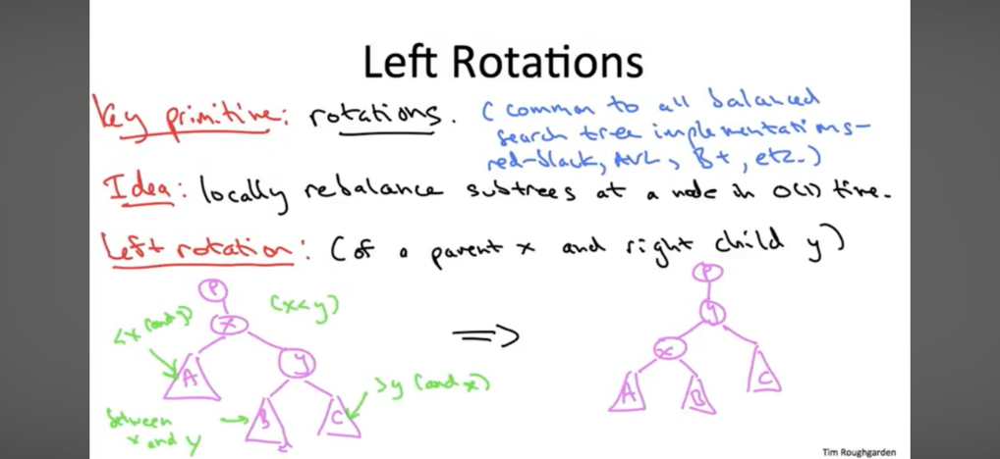 Left Rotations
Key primitive: rotations. (common to all balanced
search tree implementations-
red-black, AVL, B+, etc.)
Idea: locally rebalance subtrees at a node in O(1) time.
Left rotation: (of a parent x and right child y)
P
(x<y)
<x (and y)
x
A
y
>y (and x)
between
x and y
B
C
⇒
P
y
x
C
A
B
Tim Roughgarden